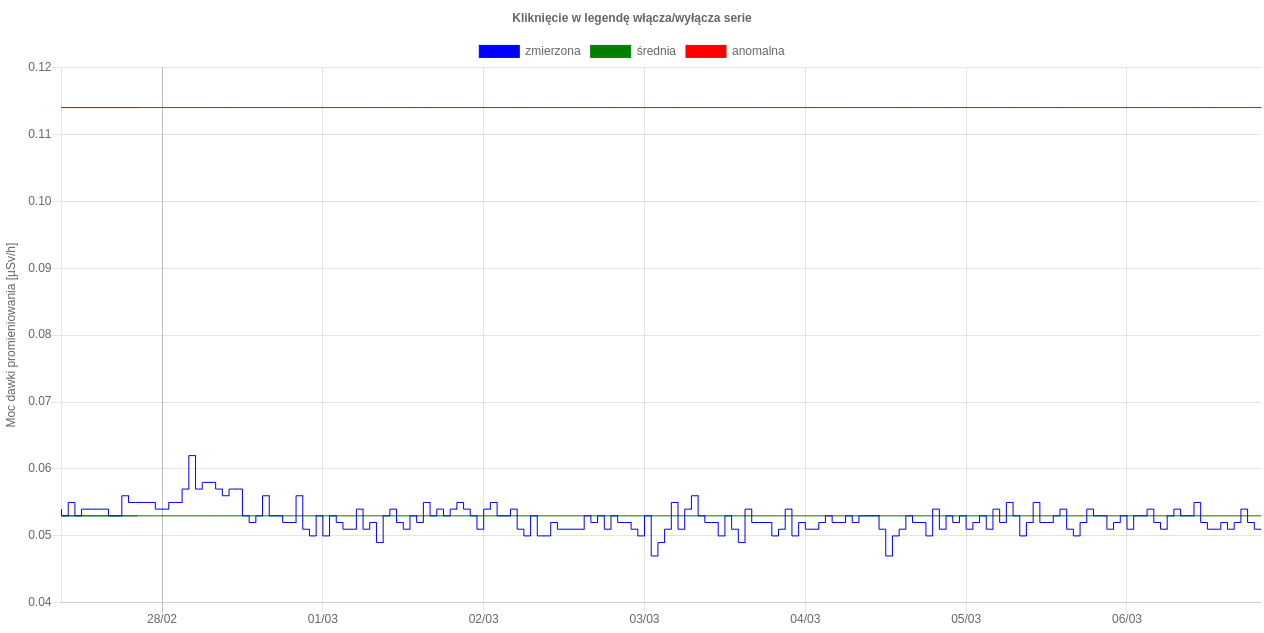 Kliknięcie w legendę włącza/wyłącza serie
zmierzona średnia anomalna
Moc dawki promieniowania [µSv/h]
0.12
0.11
0.10
0.09
0.08
0.07
0.06
0.05
0.04
28/02 01/03 02/03 03/03 04/03 05/03 06/03